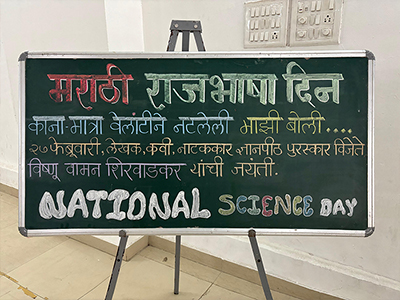 मराठी राजभाषा दिन
काना-मात्रा वेलांटीने नटलेली माझी बोली....
२७ फेब्रुवारी, लेखक, कवी, नाटककार ज्ञानपीठ पुरस्कार विजेते
विष्णू वामन शिरवाडकर यांची जयंती.
NATIONAL SCIENCE DAY